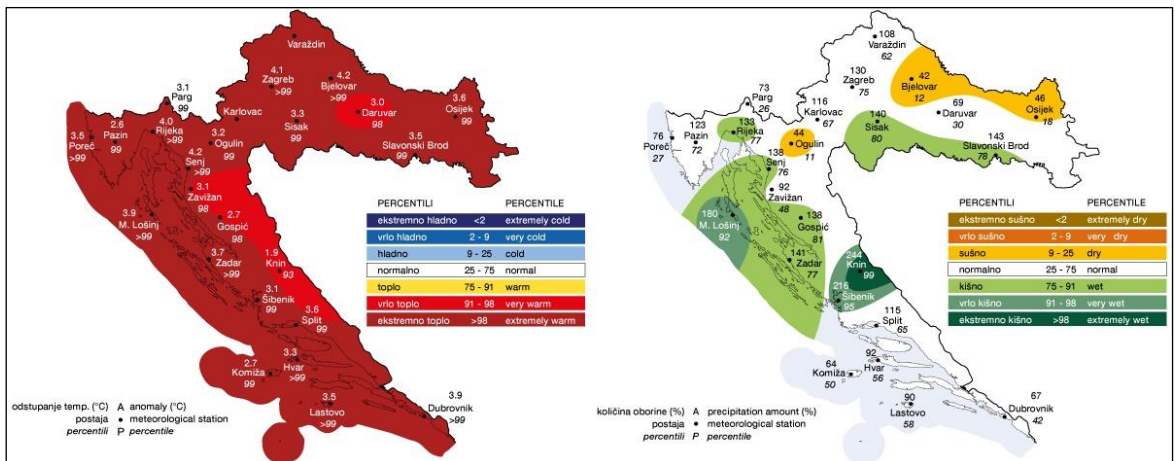 Varaždin
4.1
Zagreb
>99
4.2
Bjelovar
>99
3.0
Daruvar
98
3.6
Osijek
99
3.1
Parg
99
Karlovac
3.3
Sisak
99
3.5
Slavonski Brod
99
3.5
Poreč
>99
2.6
Pazin
99
4.0
Rijeka
>99
3.2
Ogulin
99
4.2
Senj
>99
3.1
Zavižan
98
2.7
Gospić
98
3.9
M. Lošinj
>99
3.7
Zadar
>99
1.9
Knin
93
3.1
Šibenik
99
3.6
Split
99
3.3
Hvar
>99
2.7
Komiža
99
3.5
Lastovo
>99
3.9
Dubrovnik
>99
PERCENTILI PERCENTILE
ekstremno hladno <2 extremely cold
vrlo hladno 2 - 9 very cold
hladno 9 - 25 cold
normalno 25 - 75 normal
toplo 75 - 91 warm
vrlo toplo 91 - 98 very warm
ekstremno toplo >98 extremely warm
odstupanje temp. (°C) A anomaly (°C)
postaja ● meteorological station
percentili P percentile
108
Varaždin
62
130
Zagreb
75
42
Bjelovar
12
69
Daruvar
30
46
Osijek
18
73
Parg
26
116
Karlovac
67
140
Sisak
80
143
Slavonski Brod
78
76
Poreč
27
123
Pazin
72
133
Rijeka
77
44
Ogulin
11
138
Senj
76
92
Zavižan
48
138
Gospić
81
180
M. Lošinj
92
141
Zadar
77
244
Knin
99
216
Šibenik
95
115
Split
65
92
Hvar
56
64
Komiža
50
90
Lastovo
58
67
Dubrovnik
42
PERCENTILI PERCENTILE
ekstremno sušno <2 extremely dry
vrlo sušno 2 - 9 very dry
sušno 9 - 25 dry
normalno 25 - 75 normal
kišno 75 - 91 wet
vrlo kišno 91 - 98 very wet
ekstremno kišno >98 extremely wet
količina oborine (%) A precipitation amount (%)
postaja ● meteorological station
percentili P percentile